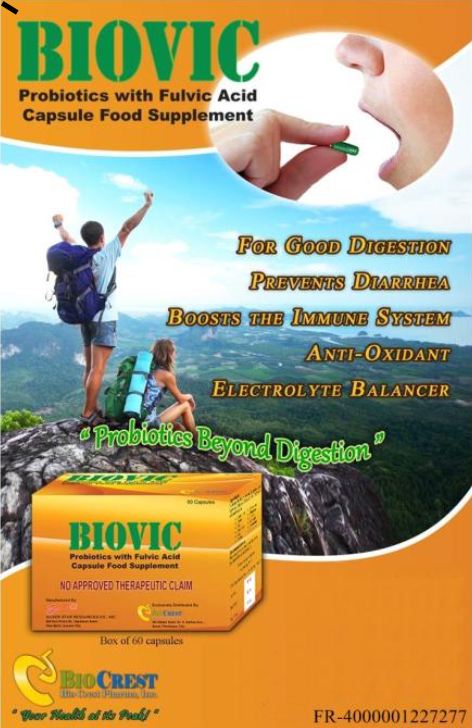 BIOVIC
Probiotics with Fulvic Acid
Capsule Food Supplement
FOR GOOD DIGESTION
PREVENTS DIARRHEA
BOOSTS THE IMMUNE SYSTEM
ANTI-OXIDANT
ELECTROLYTE BALANCER
" Probiotics Beyond Digestion "
BIOVIC
60 Capsules
BIOVIC
Probiotics with Fulvic Acid
Capsule Food Supplement
NO APPROVED THERAPEUTIC CLAIM
Manufactured By:
Exclusively Distributed By:
BIOCREST
Box of 60 capsules
BIOCREST
Bio Crest Pharma, Inc.
" Your Health at its Peak! "
FR-4000001227277